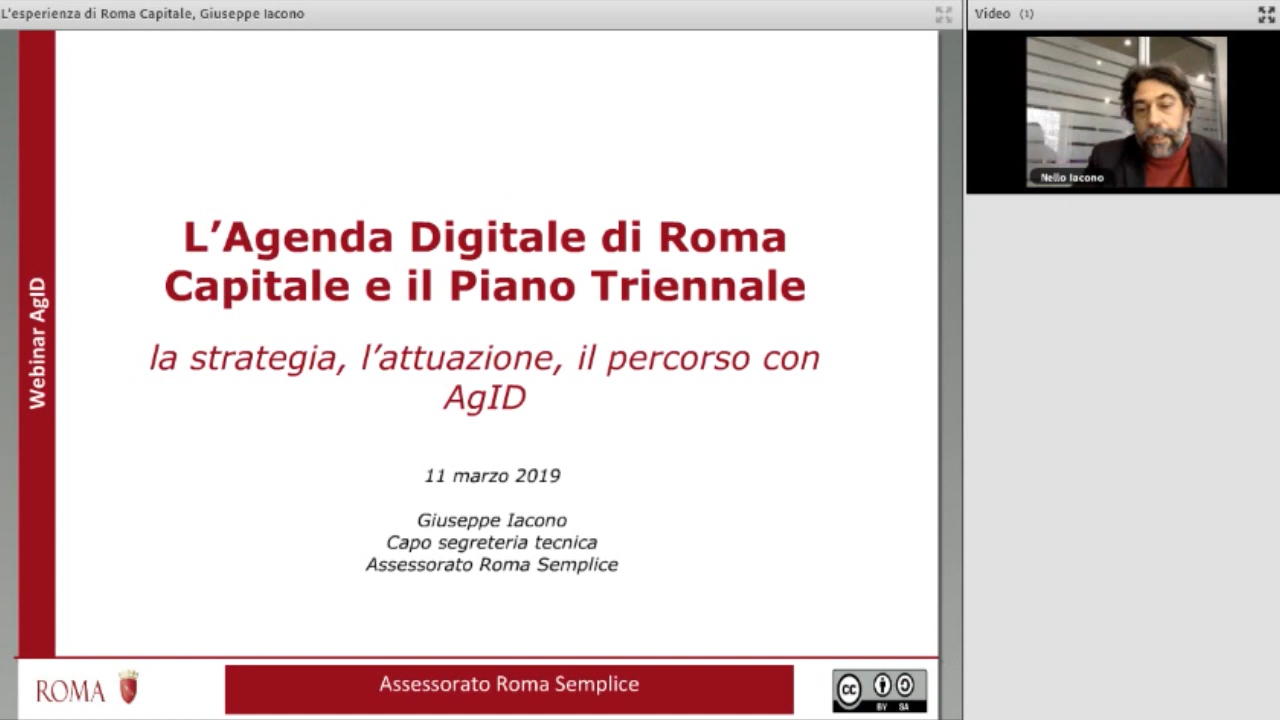 L'esperienza di Roma Capitale, Giuseppe Iacono
Video (1)
Nello Iacono
Webinar AgID
L’Agenda Digitale di Roma
Capitale e il Piano Triennale
la strategia, l’attuazione, il percorso con
AgID
11 marzo 2019
Giuseppe Iacono
Capo segreteria tecnica
Assessorato Roma Semplice
ROMA
Assessorato Roma Semplice
cc
BY SA